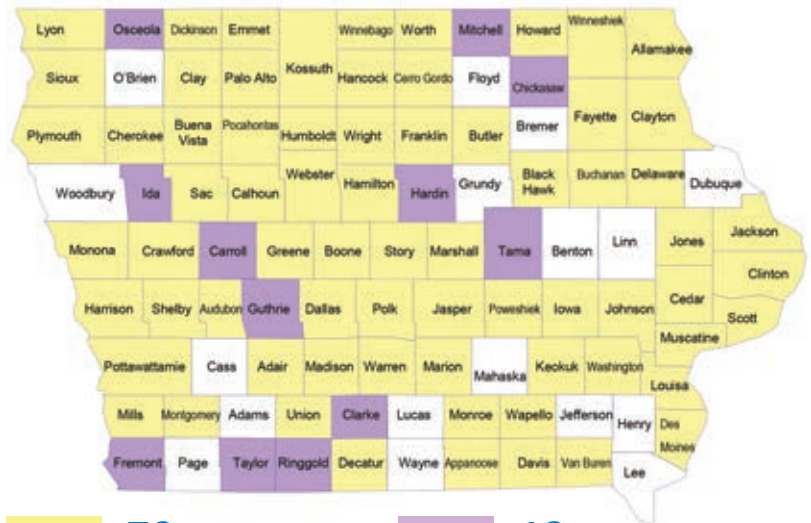 Lyon Osceola Dickinson Emmet Winnebago Worth Mitchell Howard Winneshiek Allamakee
Sioux O'Brien Clay Palo Alto Kossuth Hancock Cerro Gordo Floyd Chickasaw
Plymouth Cherokee Buena Vista Pocahontas Humboldt Wright Franklin Butler Bremer Fayette Clayton
Woodbury Ida Sac Calhoun Webster Hamilton Hardin Grundy Black Hawk Buchanan Delaware Dubuque
Monona Crawford Carroll Greene Boone Story Marshall Tama Benton Linn Jones Jackson
Clinton
Harrison Shelby Audubon Guthrie Dallas Polk Jasper Poweshiek Iowa Johnson Cedar Scott
Muscatine
Pottawattamie Cass Adair Madison Warren Marion Mahaska Keokuk Washington Louisa
Mills Montgomery Adams Union Clarke Lucas Monroe Wapello Jefferson Henry Des Moines
Fremont Page Taylor Ringgold Decatur Wayne Appanoose Davis Van Buren Lee